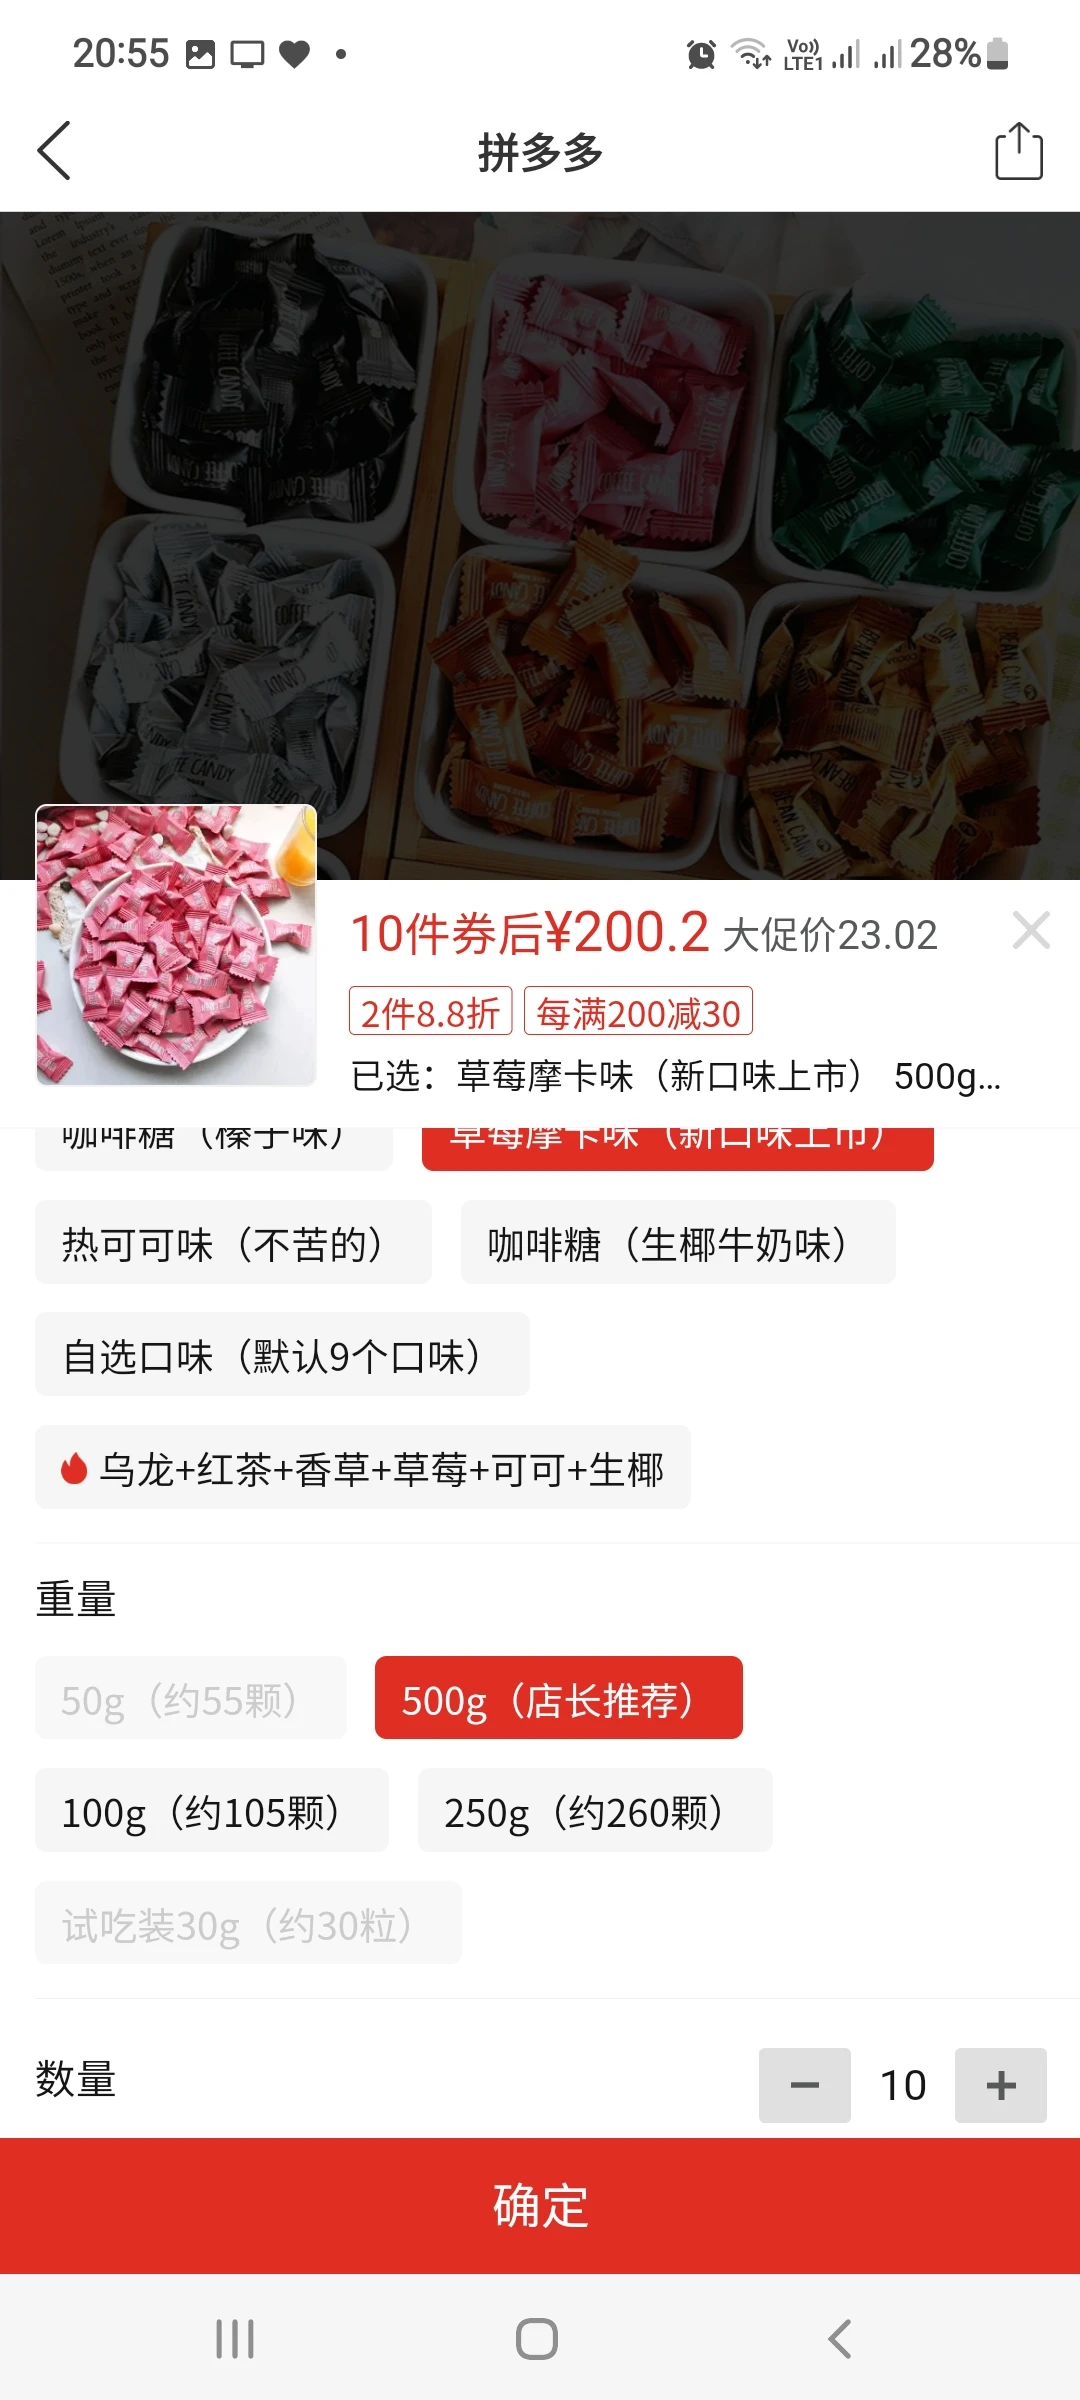 20:55
Vo))
LTE1
28%
拼多多
10件券后¥200.2 大促价23.02
2件8.8折 每满200减30
已选：草莓摩卡味（新口味上市） 500g...
咖啡糖（榛子味） 草莓摩卡味（新口味上市）
热可可味（不苦的） 咖啡糖（生椰牛奶味）
自选口味（默认9个口味）
乌龙+红茶+香草+草莓+可可+生椰
重量
50g（约55颗） 500g（店长推荐）
100g（约105颗） 250g（约260颗）
试吃装30g（约30粒）
数量 − 10 +
确定